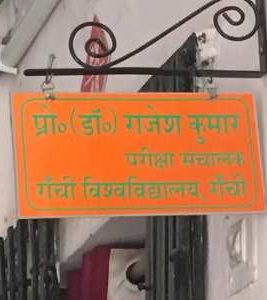 प्रो० (डॉ०) राजेश कुमार
परीक्षा संचालक
राँची विश्वविद्यालय, राँची